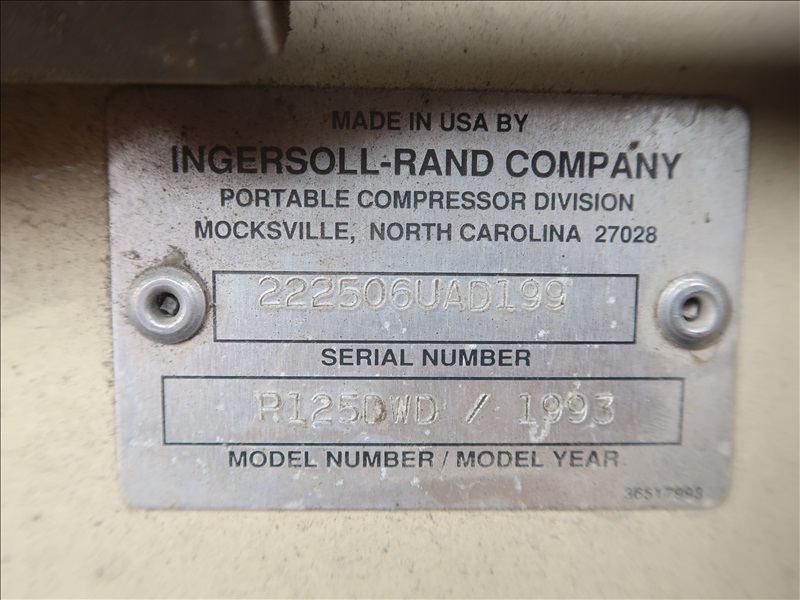 MADE IN USA BY
INGERSOLL-RAND COMPANY
PORTABLE COMPRESSOR DIVISION
MOCKSVILLE, NORTH CAROLINA 27028
222506UAD199
SERIAL NUMBER
P125DWD / 1993
MODEL NUMBER / MODEL YEAR
36517993